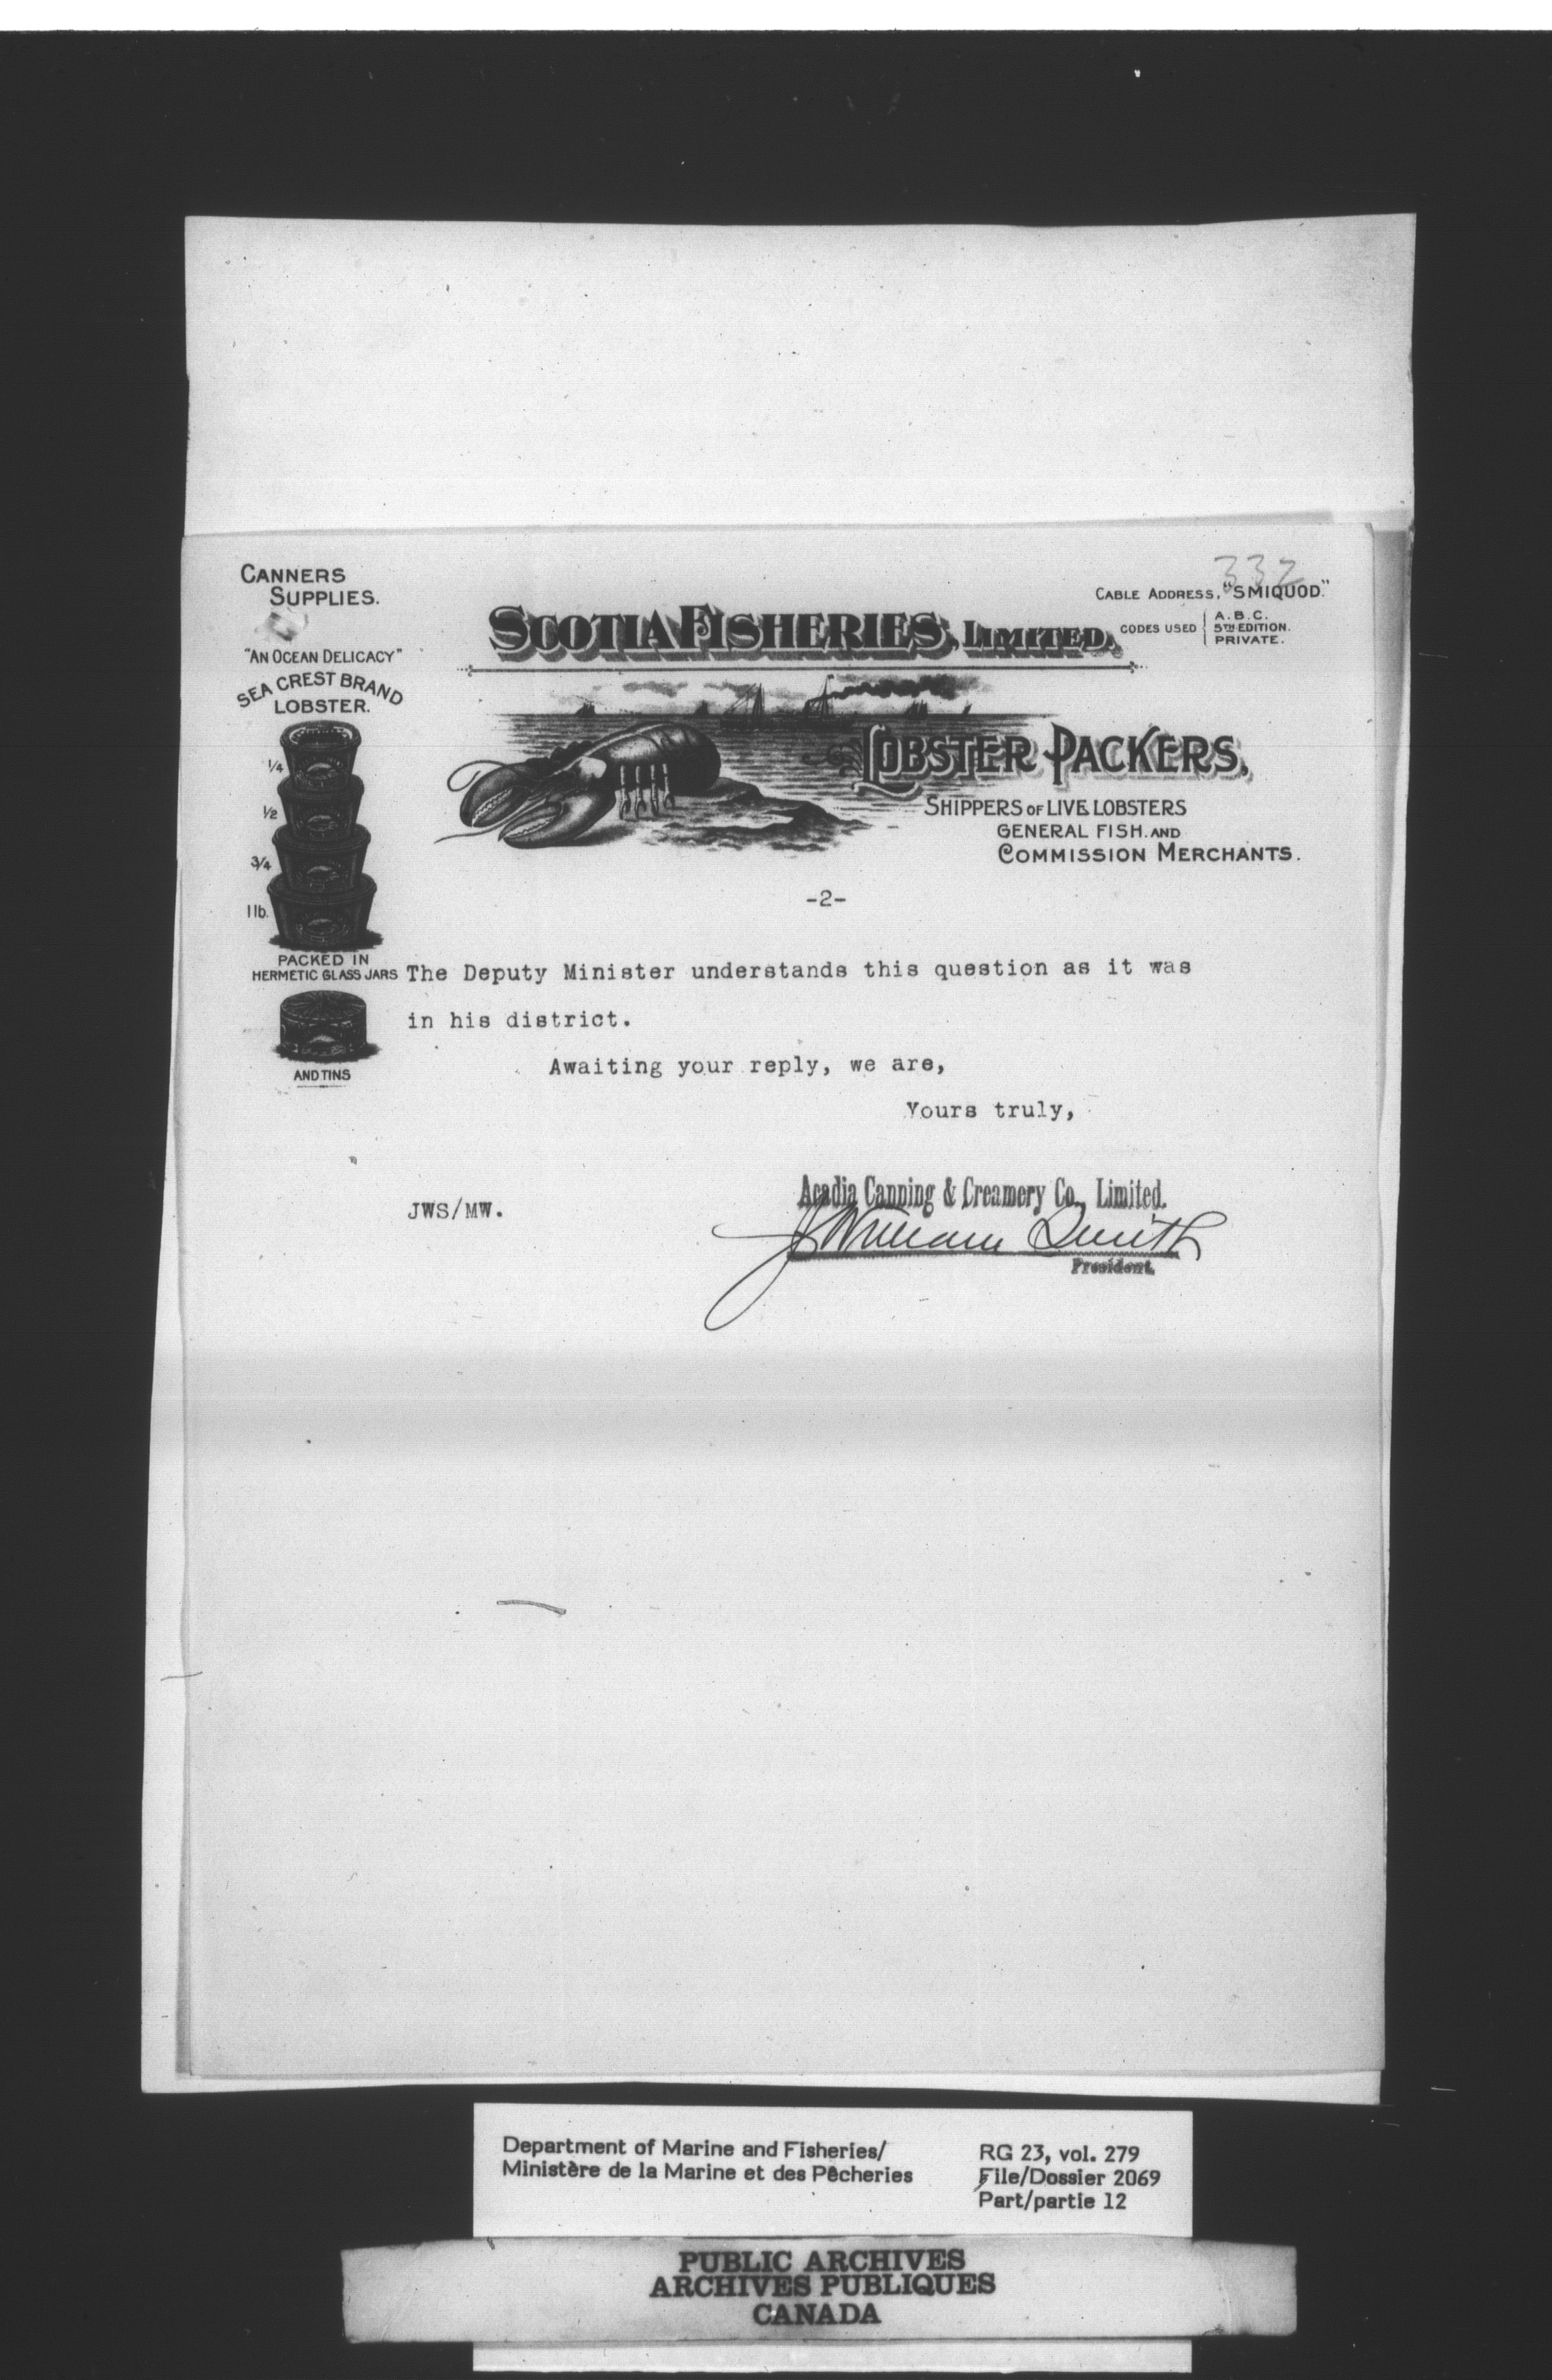 332
CANNERS
SUPPLIES.
CABLE ADDRESS, "SMIQUOD."
CODES USED
A.B.C.
5TH EDITION.
PRIVATE.
SCOTIA FISHERIES, LIMITED,
"AN OCEAN DELICACY"
SEA CREST BRAND
LOBSTER.
1/4
1/2
3/4
1 lb.
PACKED IN
HERMETIC GLASS JARS
AND TINS
LOBSTER PACKERS,
SHIPPERS OF LIVE LOBSTERS
GENERAL FISH. AND
COMMISSION MERCHANTS.
-2-
The Deputy Minister understands this question as it was
in his district.
Awaiting your reply, we are,
Yours truly,
Acadia Canning & Creamery Co., Limited.
JWS/MW.
J William Smith
President.
Department of Marine and Fisheries/
Ministère de la Marine et des Pêcheries
RG 23, vol. 279
File/Dossier 2069
Part/partie 12
PUBLIC ARCHIVES
ARCHIVES PUBLIQUES
CANADA